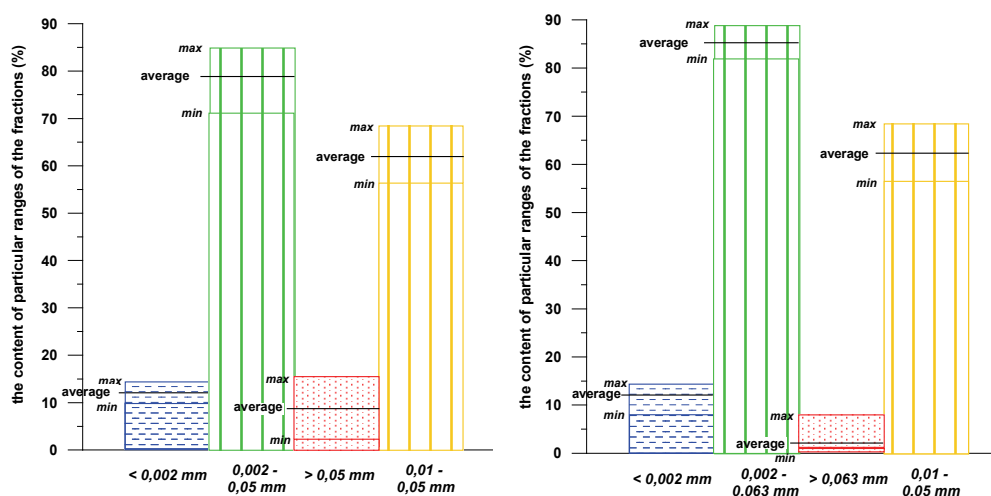 the content of particular ranges of the fractions (%)
90
80
70
60
50
40
30
20
10
0
max
average
min
max
average
min
max
average
min
max
average
min
< 0,002 mm
0,002 -
0,05 mm
> 0,05 mm
0,01 -
0,05 mm
the content of particular ranges of the fractions (%)
90
80
70
60
50
40
30
20
10
0
max
average
min
max
average
min
max
average
min
max
average
min
< 0,002 mm
0,002 -
0.063 mm
> 0,063 mm
0,01 -
0.05 mm